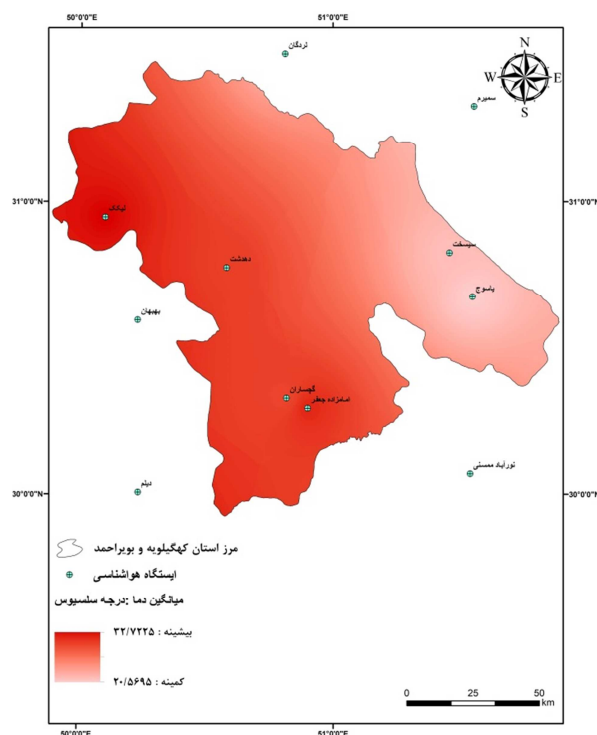 50°0'0"E
51°0'0"E
لردگان
N
W
E
S
سمیرم
31°0'0"N
31°0'0"N
لیکک
سی‌سخت
دهدشت
یاسوج
بهبهان
گچساران
امامزاده جعفر
نورآباد ممسنی
دیلم
30°0'0"N
30°0'0"N
مرز استان کهگیلویه و بویراحمد
ایستگاه هواشناسی
میانگین دما :درجه سلسیوس
بیشینه : ۳۲/۷۲۲۵
کمینه : ۲۰/۵۶۹۵
0 25 50
km
50°0'0"E
51°0'0"E